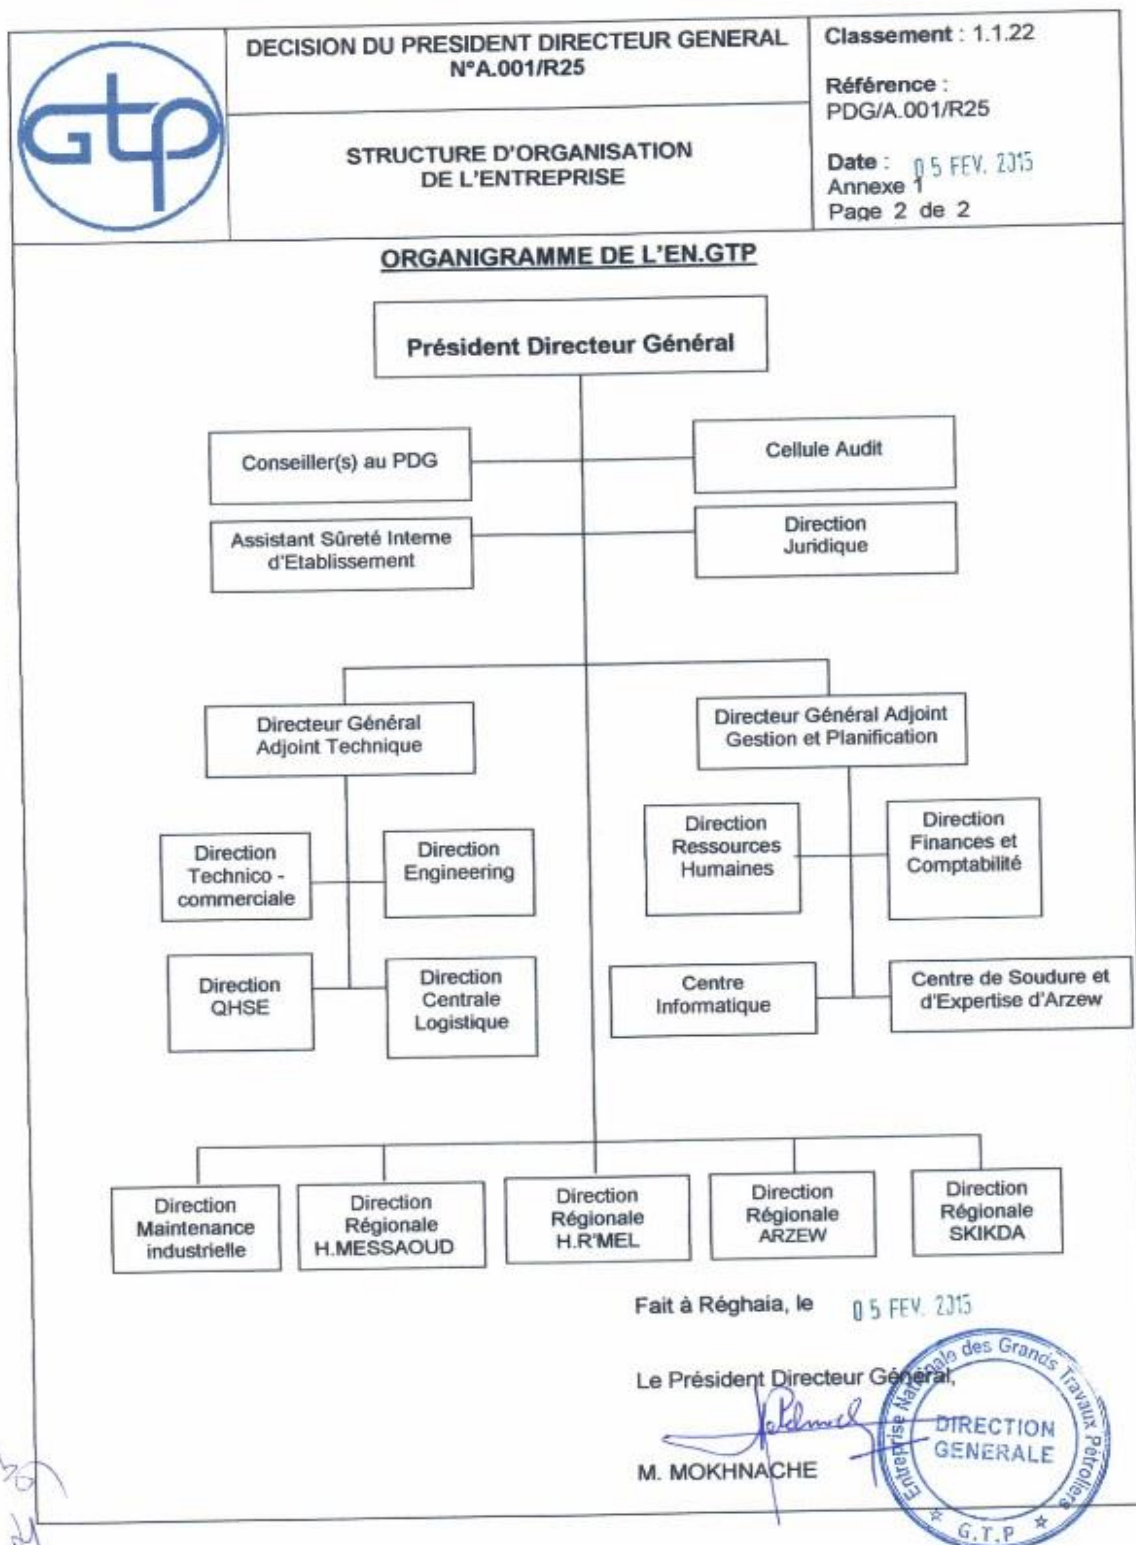 Gtp
DECISION DU PRESIDENT DIRECTEUR GENERAL
N°A.001/R25
STRUCTURE D'ORGANISATION
DE L'ENTREPRISE
Classement : 1.1.22
Référence :
PDG/A.001/R25
Date : 05 FEV. 2015
Annexe 1
Page 2 de 2
ORGANIGRAMME DE L'EN.GTP
Président Directeur Général
Conseiller(s) au PDG
Cellule Audit
Assistant Sûreté Interne
d'Etablissement
Direction
Juridique
Directeur Général
Adjoint Technique
Directeur Général Adjoint
Gestion et Planification
Direction
Technico -
commerciale
Direction
Engineering
Direction
Ressources
Humaines
Direction
Finances et
Comptabilité
Direction
QHSE
Direction
Centrale
Logistique
Centre
Informatique
Centre de Soudure et
d'Expertise d'Arzew
Direction
Maintenance
industrielle
Direction
Régionale
H.MESSAOUD
Direction
Régionale
H.R'MEL
Direction
Régionale
ARZEW
Direction
Régionale
SKIKDA
Fait à Réghaia, le 05 FEV. 2015
Le Président Directeur Général,
M. MOKHNACHE
Entreprise Nationale des Grands Travaux Pétroliers
DIRECTION
GENERALE
G.T.P